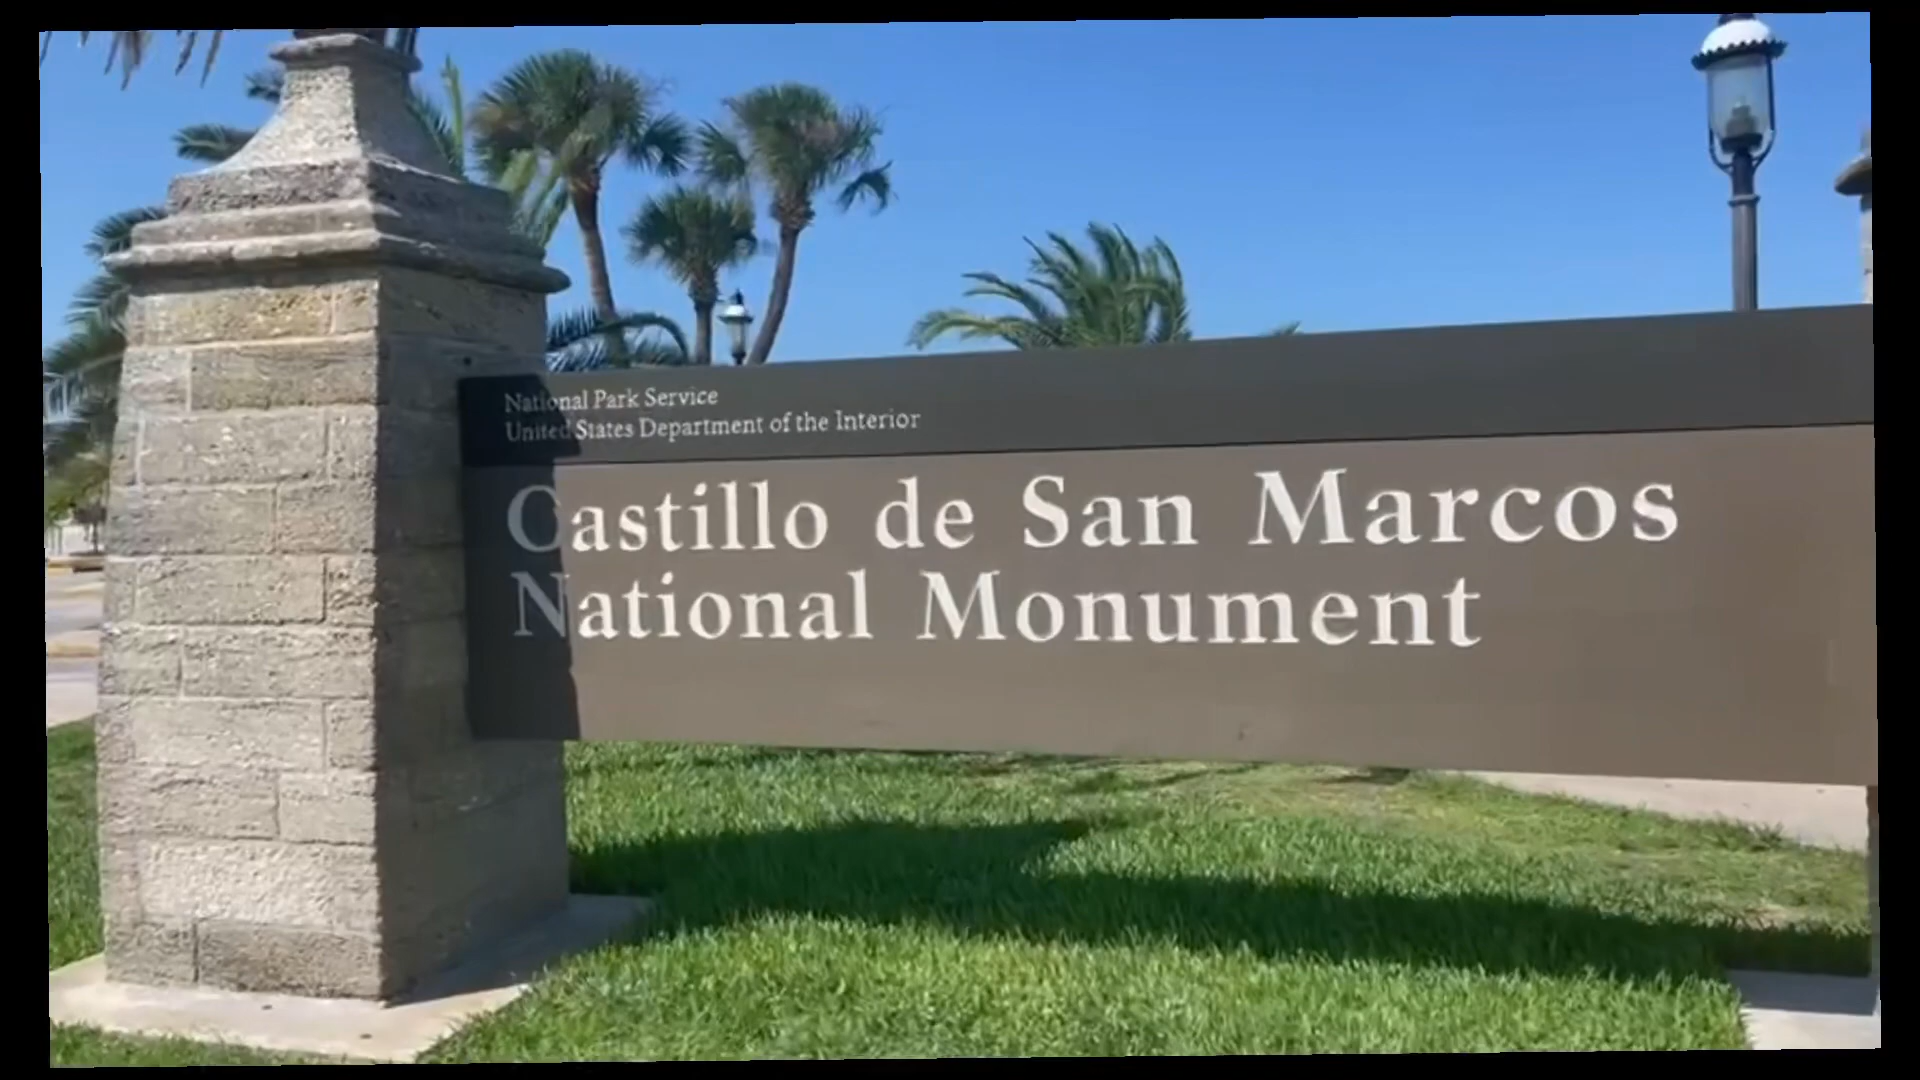 National Park Service
United States Department of the Interior
Castillo de San Marcos
National Monument